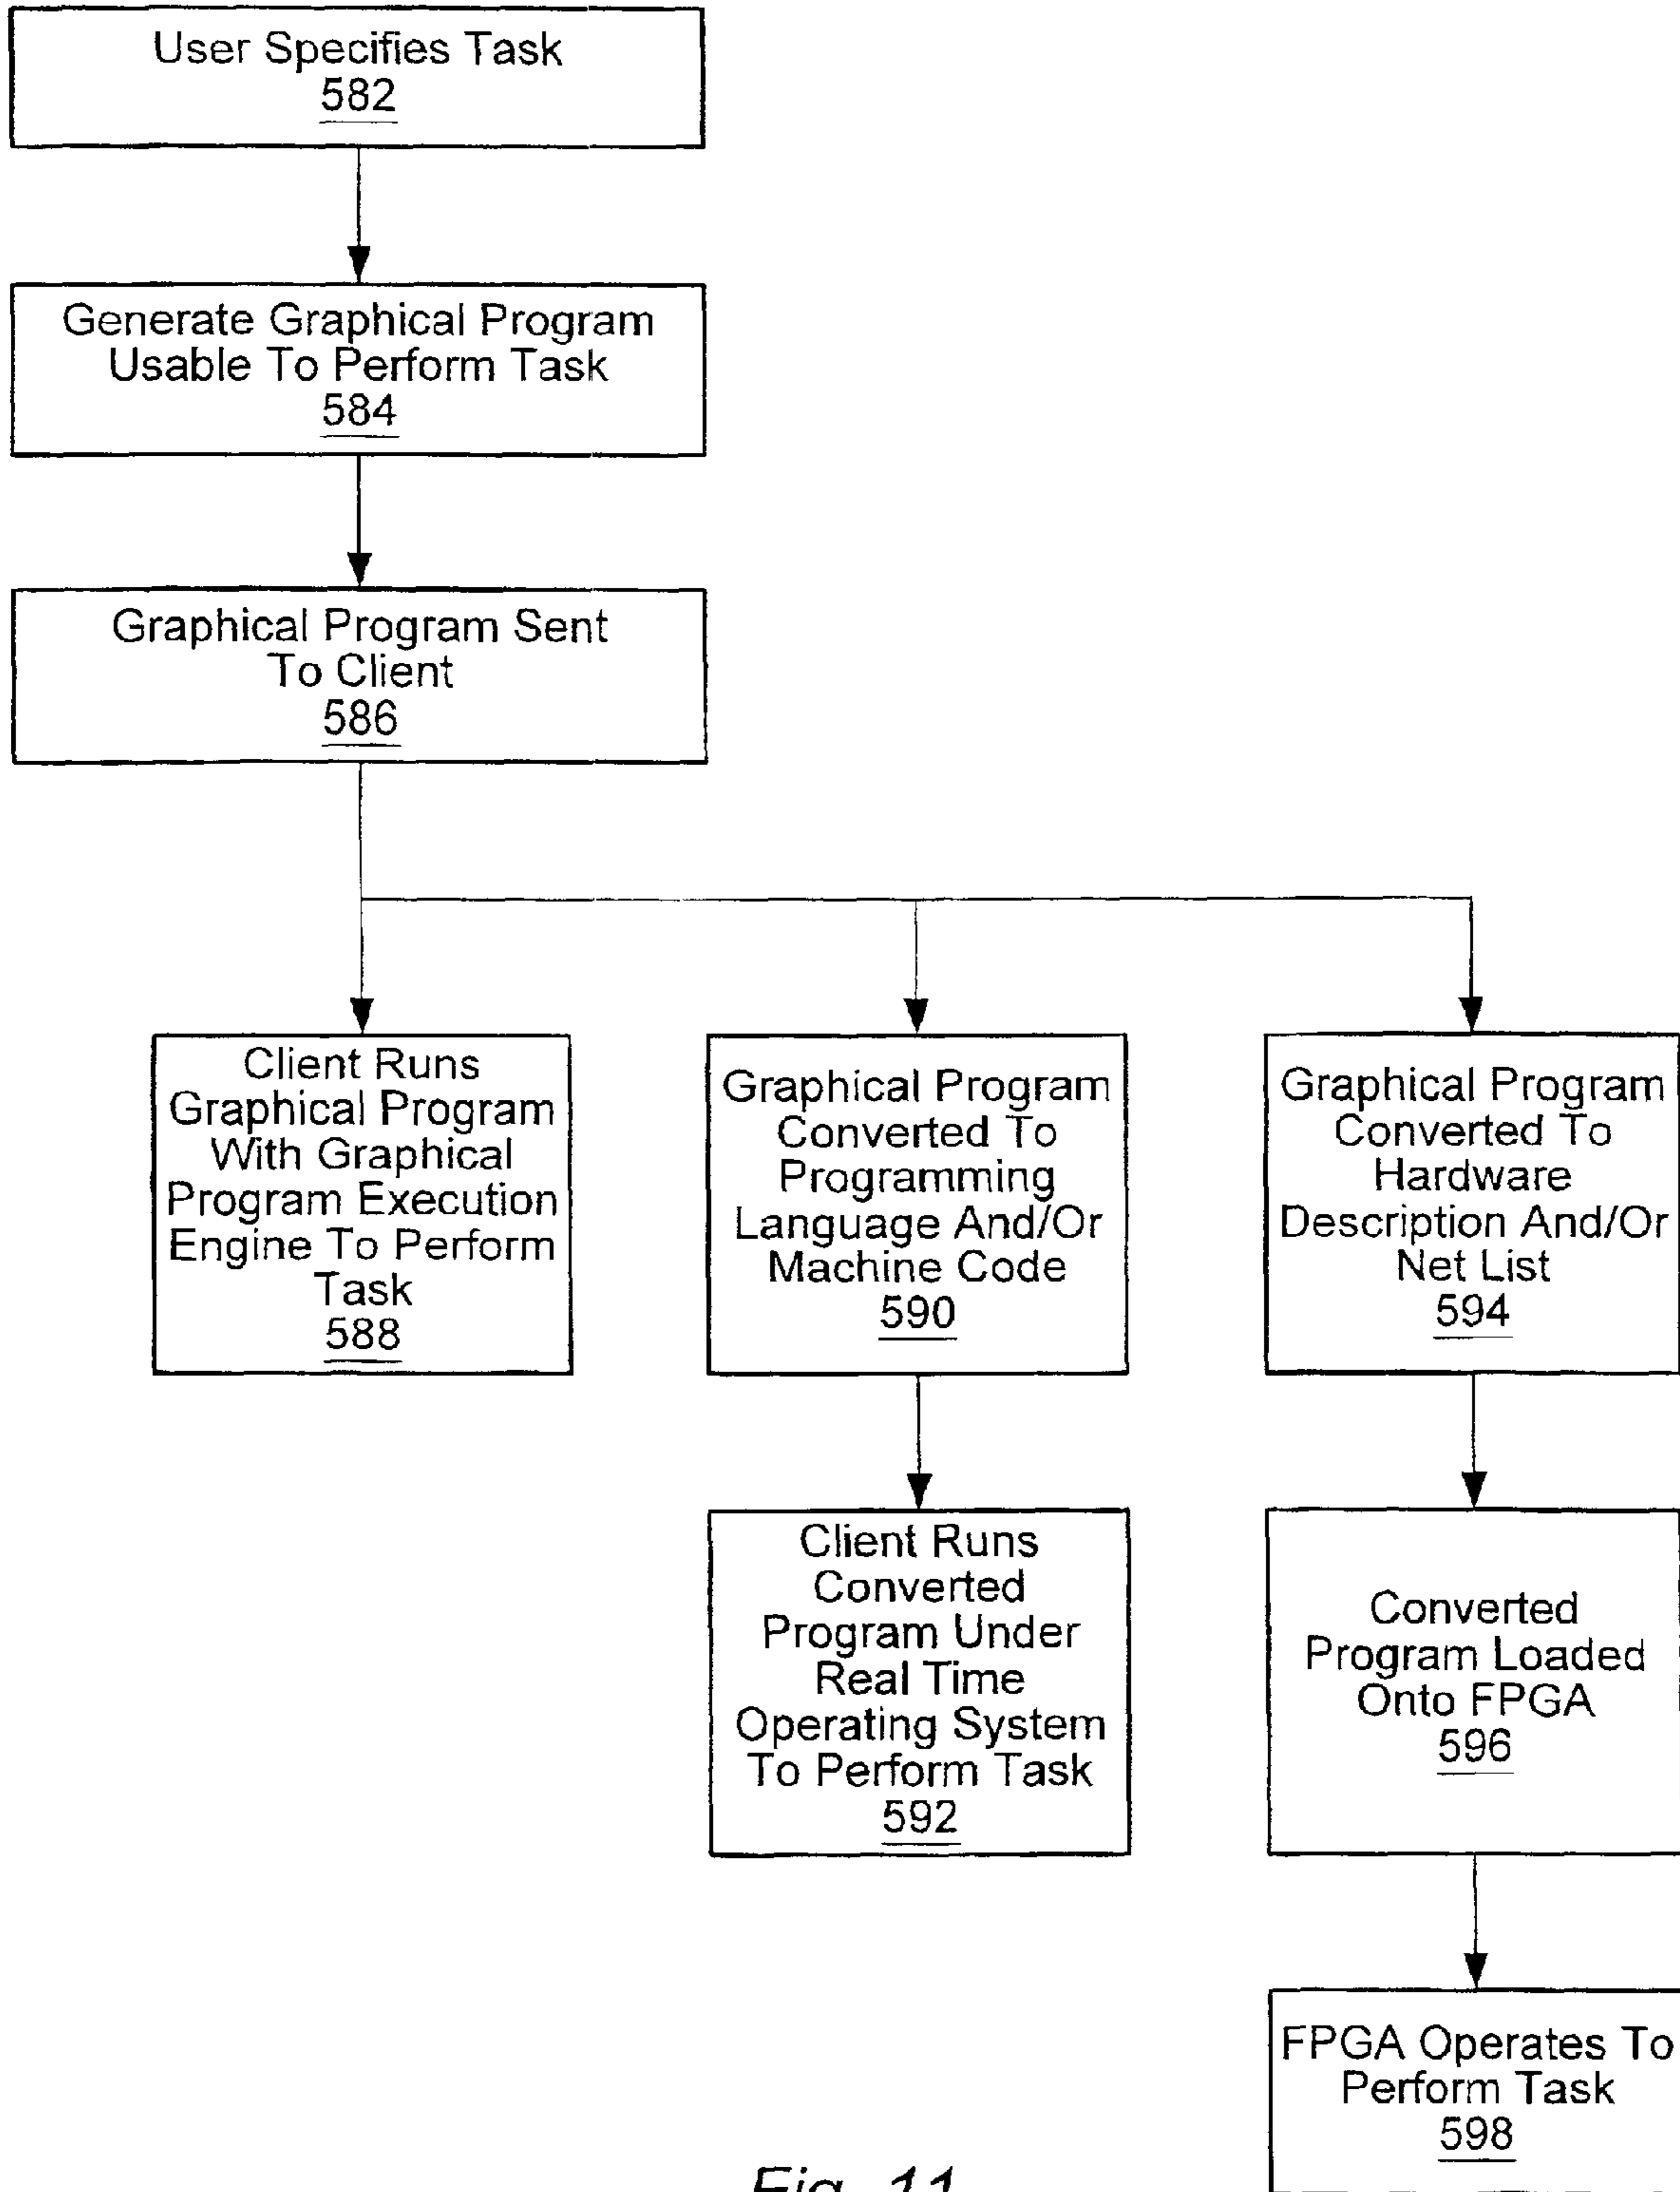 User Specifies Task
582
Generate Graphical Program
Usable To Perform Task
584
Graphical Program Sent
To Client
586
Client Runs
Graphical Program
With Graphical
Program Execution
Engine To Perform
Task
588
Graphical Program
Converted To
Programming
Language And/Or
Machine Code
590
Graphical Program
Converted To
Hardware
Description And/Or
Net List
594
Client Runs
Converted
Program Under
Real Time
Operating System
To Perform Task
592
Converted
Program Loaded
Onto FPGA
596
FPGA Operates To
Perform Task
598
Fig. 11